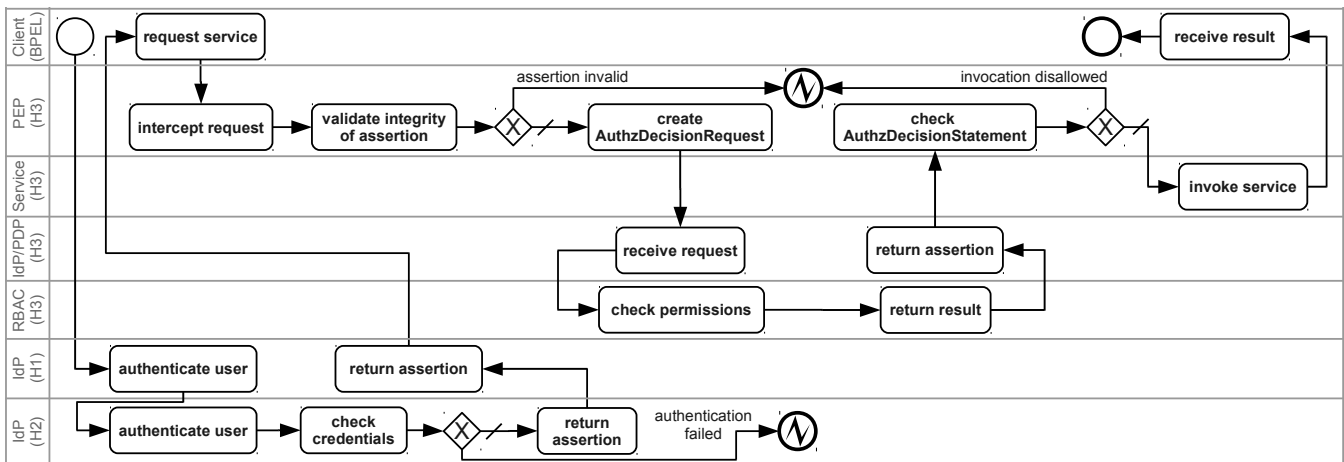 Client
(BPEL)
request service
receive result
PEP
(H3)
assertion invalid
invocation disallowed
intercept request
validate integrity
of assertion
X
create
AuthzDecisionRequest
check
AuthzDecisionStatement
X
Service
(H3)
invoke service
IdP/PDP
(H3)
receive request
return assertion
RBAC
(H3)
check permissions
return result
IdP
(H1)
authenticate user
return assertion
IdP
(H2)
authenticate user
check
credentials
X
return
assertion
authentication
failed